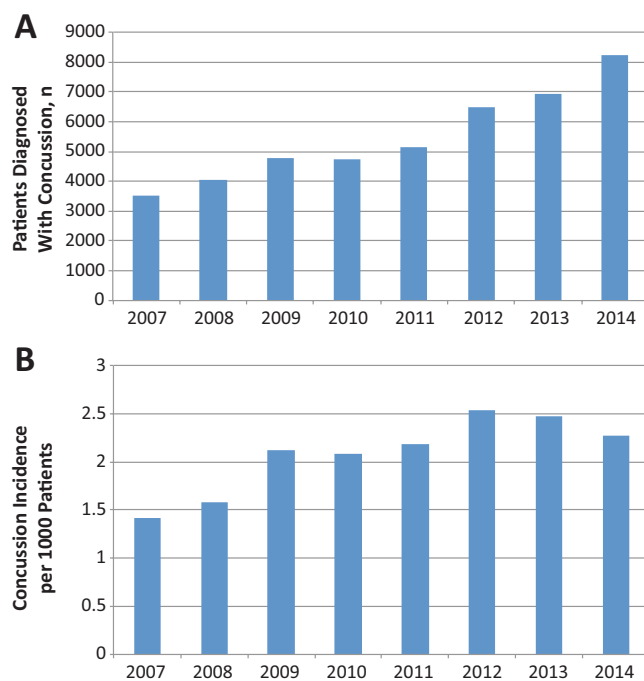 A
Patients Diagnosed
With Concussion, n
9000
8000
7000
6000
5000
4000
3000
2000
1000
0
2007 2008 2009 2010 2011 2012 2013 2014
B
Concussion Incidence
per 1000 Patients
3
2.5
2
1.5
1
0.5
0
2007 2008 2009 2010 2011 2012 2013 2014